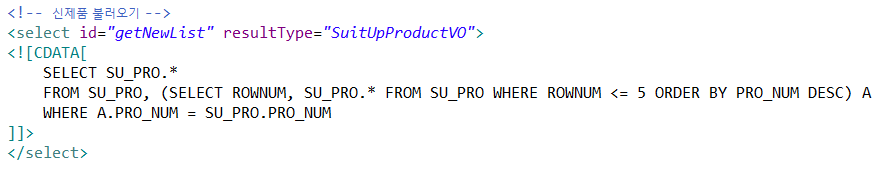 <!-- 신제품 불러오기 -->
<select id="getNewList" resultType="SuitUpProductVO">
<![CDATA[
    SELECT SU_PRO.*
    FROM SU_PRO, (SELECT ROWNUM, SU_PRO.* FROM SU_PRO WHERE ROWNUM <= 5 ORDER BY PRO_NUM DESC) A
    WHERE A.PRO_NUM = SU_PRO.PRO_NUM
]]>
</select>